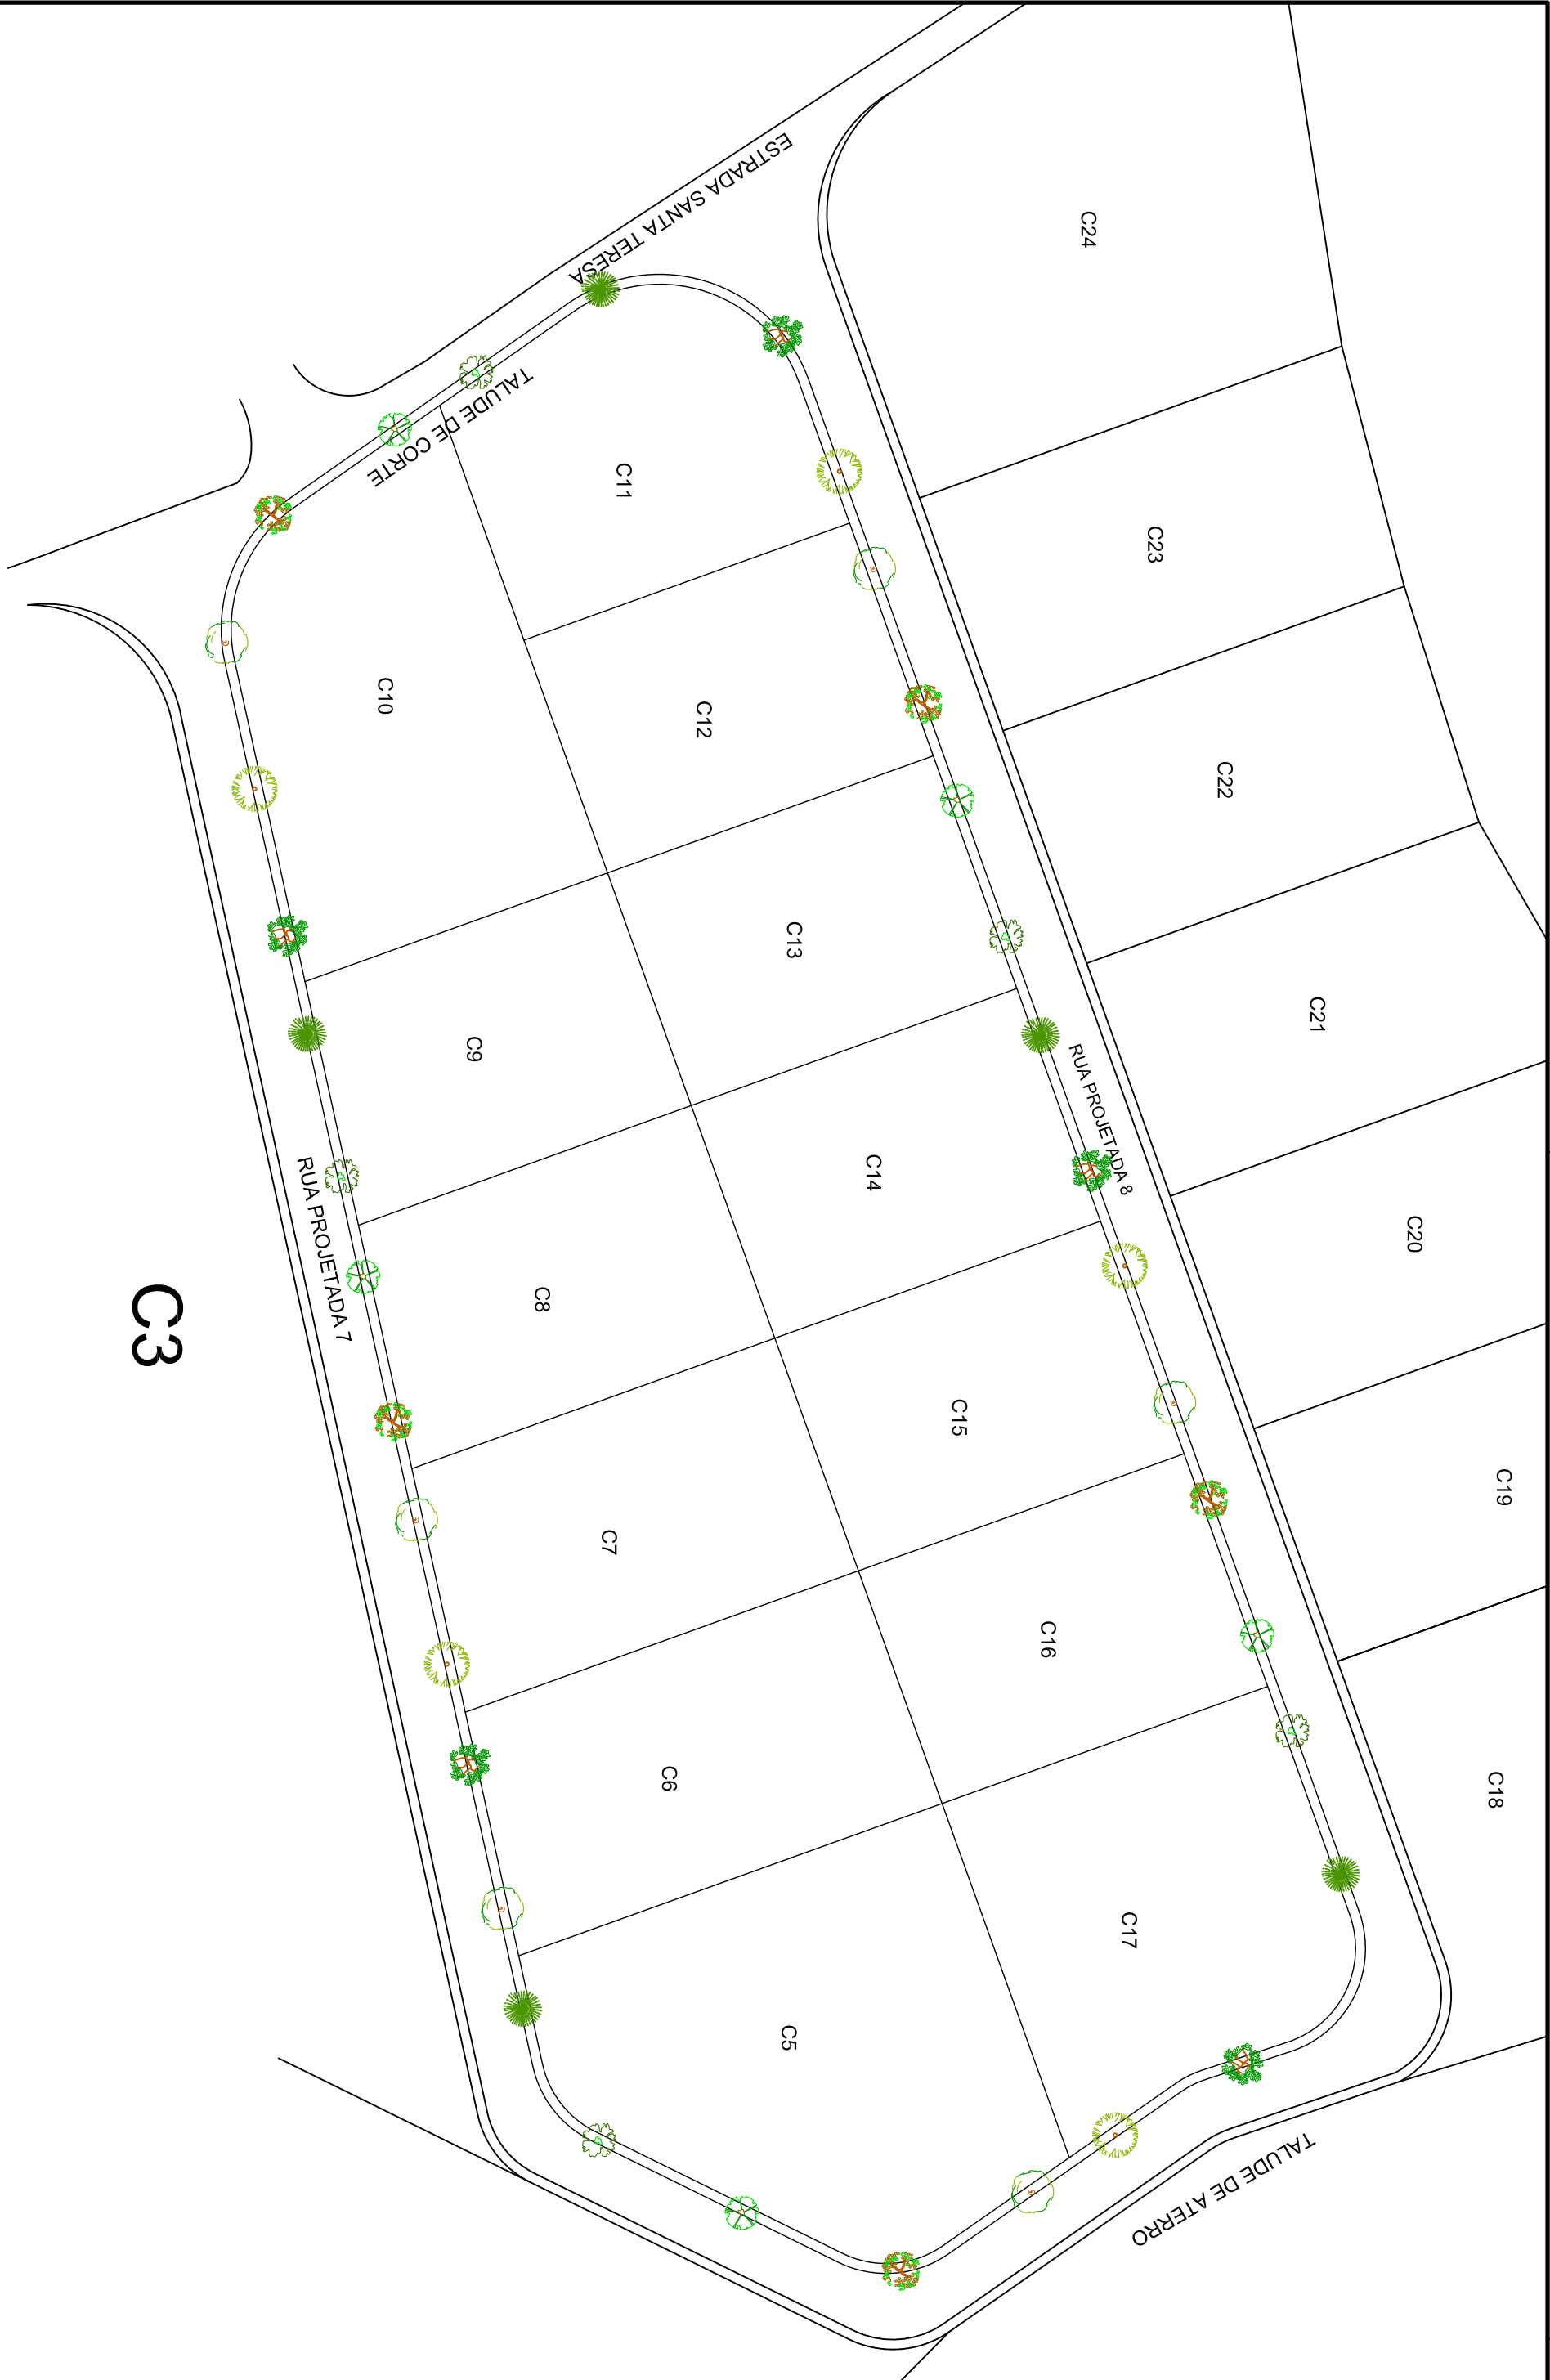 ESTRADA SANTA TERESA
TALUDE DE CORTE
C24
C23
C22
C21
C20
C19
C18
RUA PROJETADA 8
C11
C12
C13
C14
C15
C16
C17
C10
C9
C8
C7
C6
C5
RUA PROJETADA 7
TALUDE DE ATERRO
C3